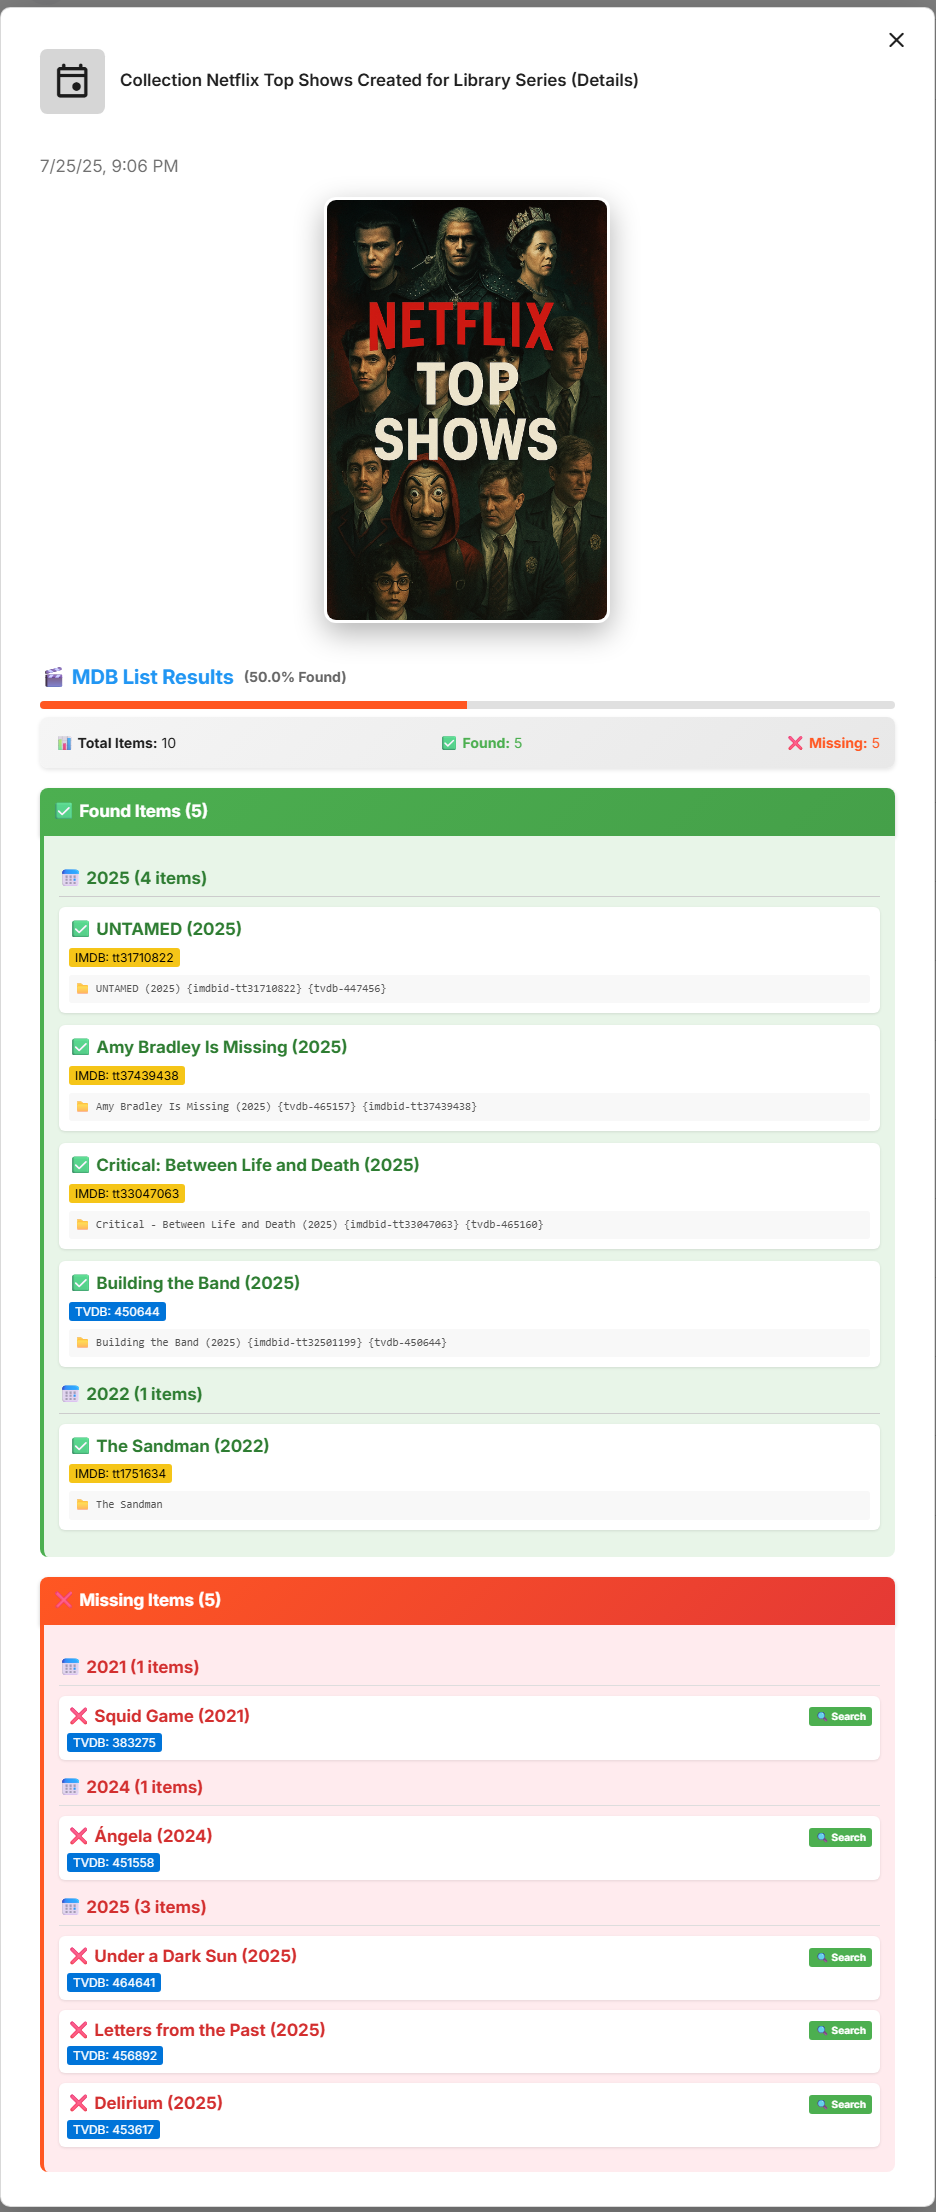 Collection Netflix Top Shows Created for Library Series (Details)
7/25/25, 9:06 PM
NETFLIX
TOP
SHOWS
MDB List Results (50.0% Found)
Total Items: 10
Found: 5
Missing: 5
Found Items (5)
2025 (4 items)
UNTAMED (2025)
IMDB: tt31710822
UNTAMED (2025) {imdbid-tt31710822} {tvdb-447456}
Amy Bradley Is Missing (2025)
IMDB: tt37439438
Amy Bradley Is Missing (2025) {tvdb-465157} {imdbid-tt37439438}
Critical: Between Life and Death (2025)
IMDB: tt33047063
Critical - Between Life and Death (2025) {imdbid-tt33047063} {tvdb-465160}
Building the Band (2025)
TVDB: 450644
Building the Band (2025) {imdbid-tt32501199} {tvdb-450644}
2022 (1 items)
The Sandman (2022)
IMDB: tt1751634
The Sandman
Missing Items (5)
2021 (1 items)
Squid Game (2021)
Search
TVDB: 383275
2024 (1 items)
Ángela (2024)
Search
TVDB: 451558
2025 (3 items)
Under a Dark Sun (2025)
Search
TVDB: 464641
Letters from the Past (2025)
Search
TVDB: 456892
Delirium (2025)
Search
TVDB: 453617